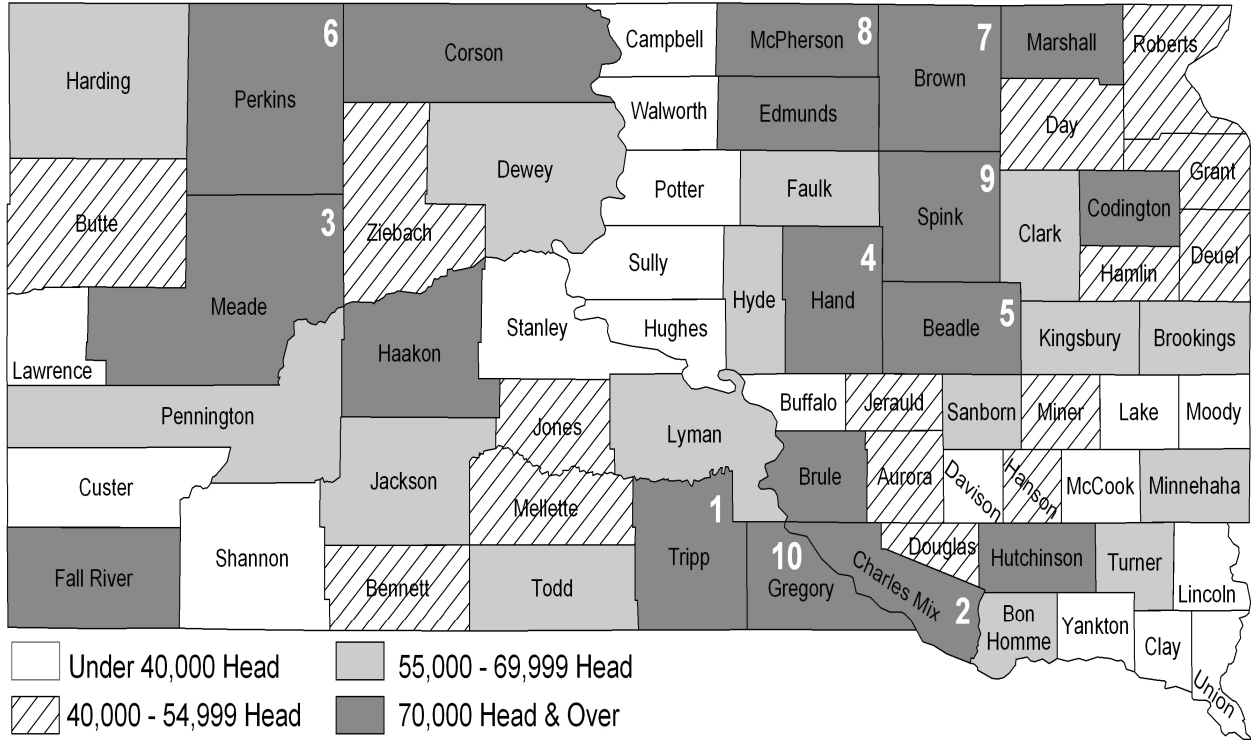 Harding
Perkins
6
Corson
Campbell
McPherson
8
Brown
7
Marshall
Roberts
Walworth
Edmunds
Day
Butte
Meade
3
Ziebach
Dewey
Potter
Faulk
Spink
9
Clark
Codington
Grant
Hamlin
Deuel
Sully
Hyde
Hand
4
Lawrence
Haakon
Stanley
Hughes
Beadle
5
Kingsbury
Brookings
Pennington
Jackson
Jones
Lyman
Buffalo
Jerauld
Sanborn
Miner
Lake
Moody
Custer
Mellette
Brule
Aurora
Davison
Hanson
McCook
Minnehaha
Fall River
Shannon
Bennett
Todd
Tripp
1
10
Gregory
Charles Mix
2
Douglas
Hutchinson
Turner
Lincoln
Bon
Homme
Yankton
Clay
Union
Under 40,000 Head
55,000 - 69,999 Head
40,000 - 54,999 Head
70,000 Head & Over